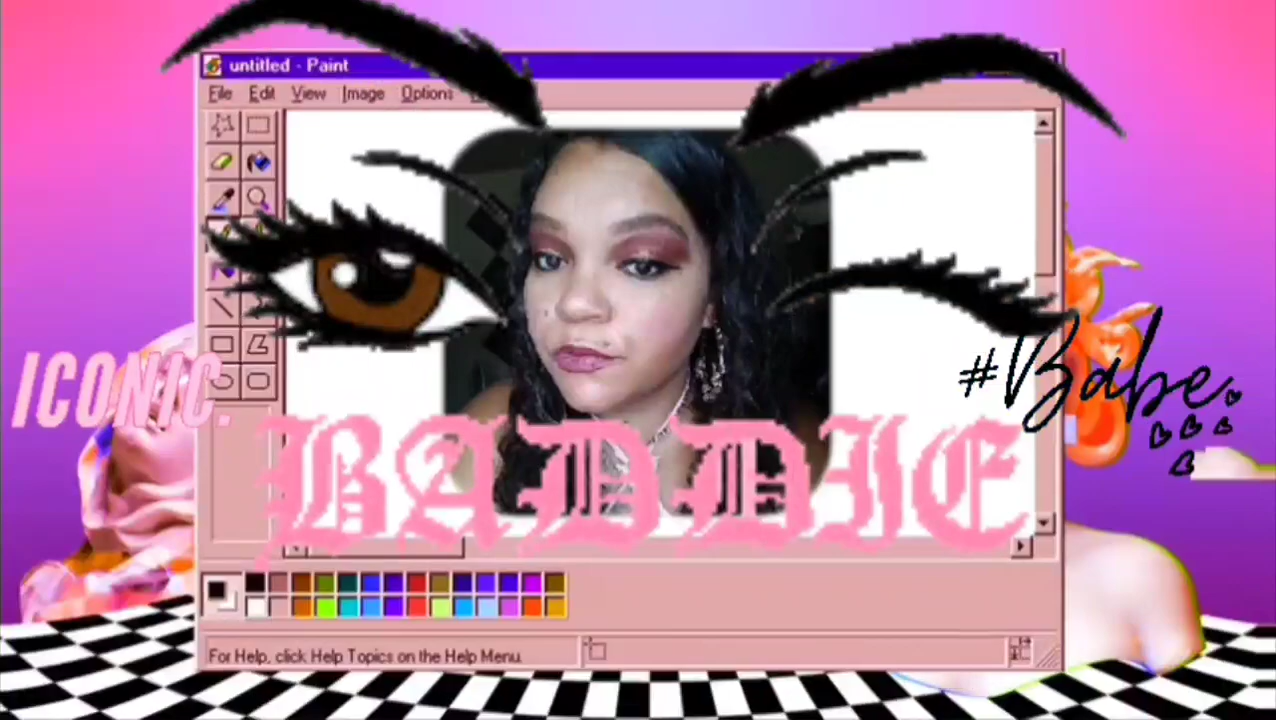 untitled - Paint
File Edit View Image Options
ICONIC.
#Babe.
BADDIE
For Help, click Help Topics on the Help Menu.